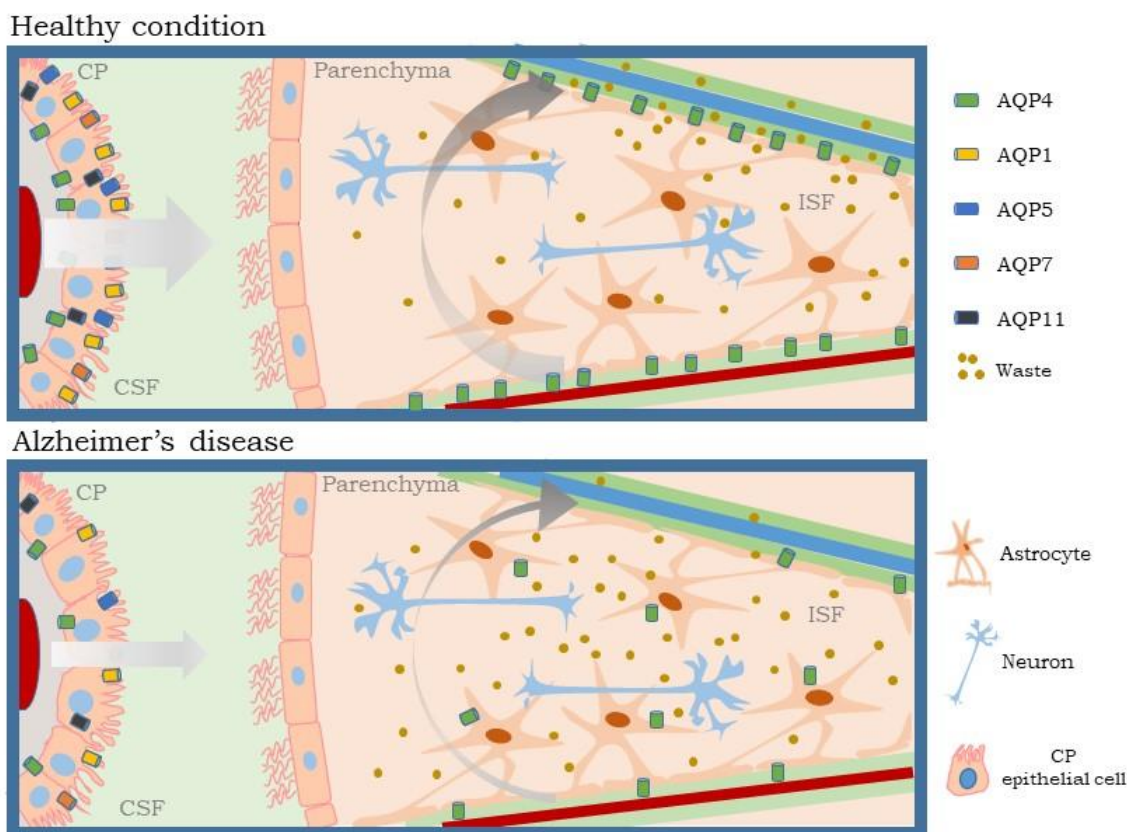 Healthy condition
CP
Parenchyma
ISF
CSF
AQP4
AQP1
AQP5
AQP7
AQP11
Waste
Alzheimer's disease
CP
Parenchyma
ISF
CSF
Astrocyte
Neuron
CP
epithelial cell